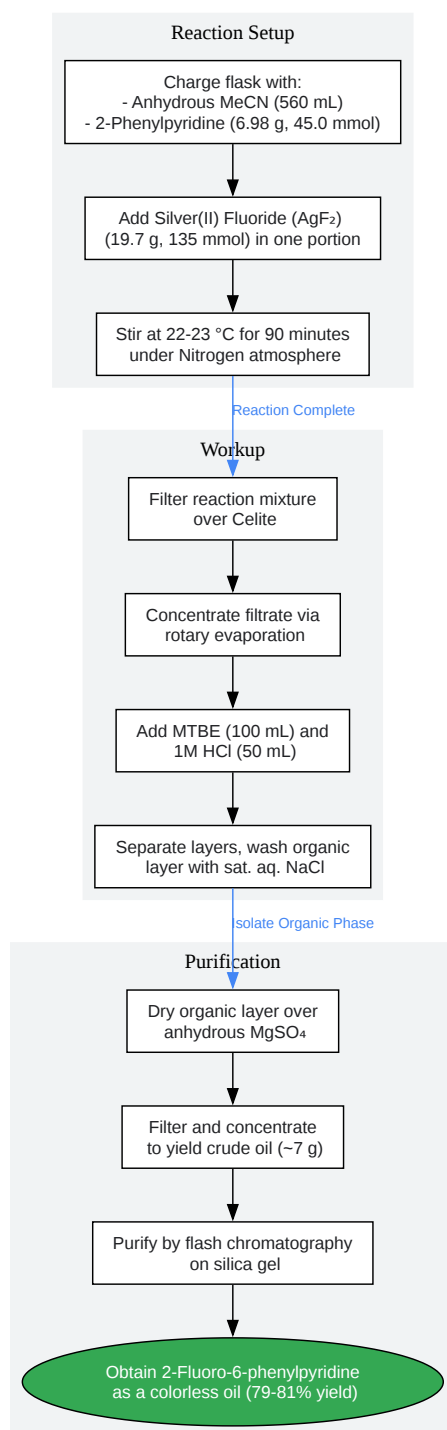 Reaction Setup
Charge flask with:
- Anhydrous MeCN (560 mL)
- 2-Phenylpyridine (6.98 g, 45.0 mmol)
Add Silver(II) Fluoride (AgF₂)
(19.7 g, 135 mmol) in one portion
Stir at 22-23 °C for 90 minutes
under Nitrogen atmosphere
Reaction Complete
Workup
Filter reaction mixture
over Celite
Concentrate filtrate via
rotary evaporation
Add MTBE (100 mL) and
1M HCl (50 mL)
Separate layers, wash organic
layer with sat. aq. NaCl
Isolate Organic Phase
Purification
Dry organic layer over
anhydrous MgSO₄
Filter and concentrate
to yield crude oil (~7 g)
Purify by flash chromatography
on silica gel
Obtain 2-Fluoro-6-phenylpyridine
as a colorless oil (79-81% yield)